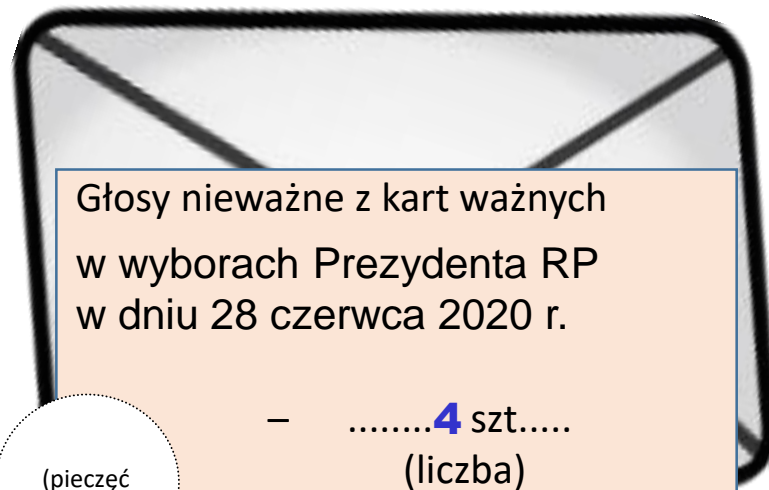 Głosy nieważne z kart ważnych
w wyborach Prezydenta RP
w dniu 28 czerwca 2020 r.
– ........4 szt.....
(liczba)
(pieczęć